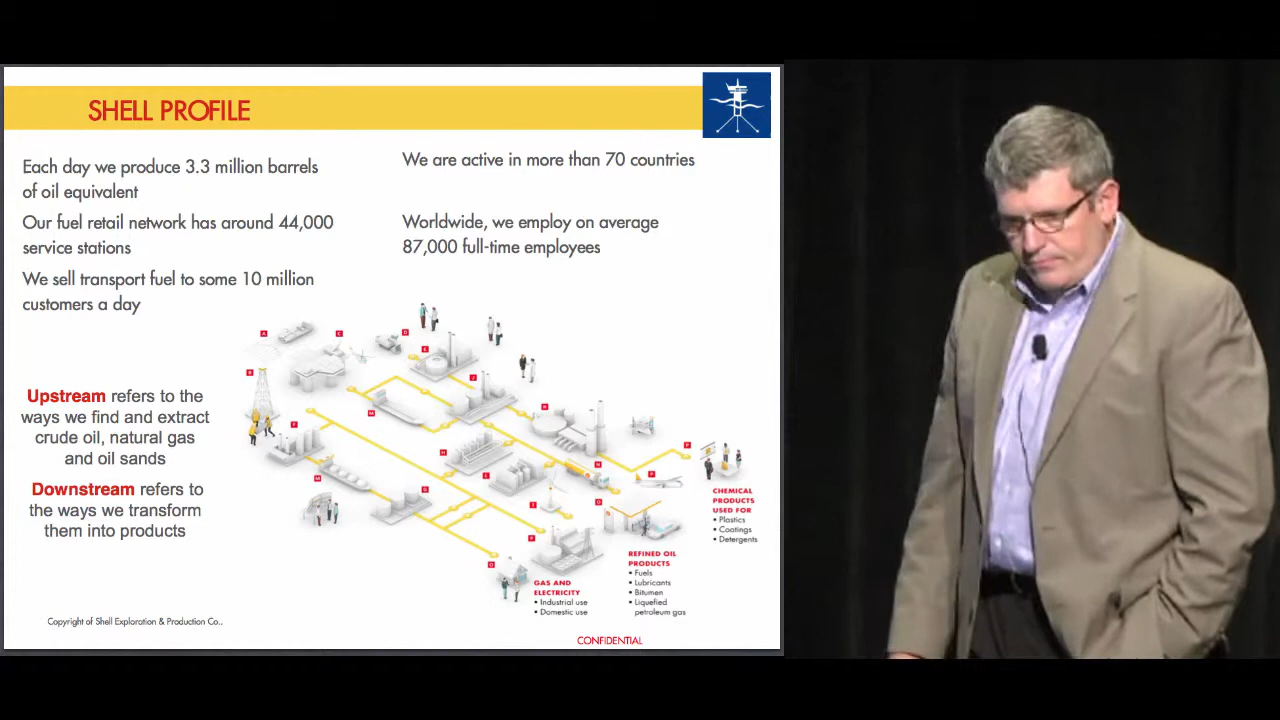 SHELL PROFILE
Each day we produce 3.3 million barrels
of oil equivalent
Our fuel retail network has around 44,000
service stations
We sell transport fuel to some 10 million
customers a day
We are active in more than 70 countries
Worldwide, we employ on average
87,000 full-time employees
Upstream refers to the
ways we find and extract
crude oil, natural gas
and oil sands
Downstream refers to
the ways we transform
them into products
CHEMICAL
PRODUCTS
USED FOR
• Plastics
• Coatings
• Detergents
REFINED OIL
PRODUCTS
• Fuels
• Lubricants
• Bitumen
• Liquefied
petroleum gas
GAS AND
ELECTRICITY
• Industrial use
• Domestic use
Copyright of Shell Exploration & Production Co..
CONFIDENTIAL